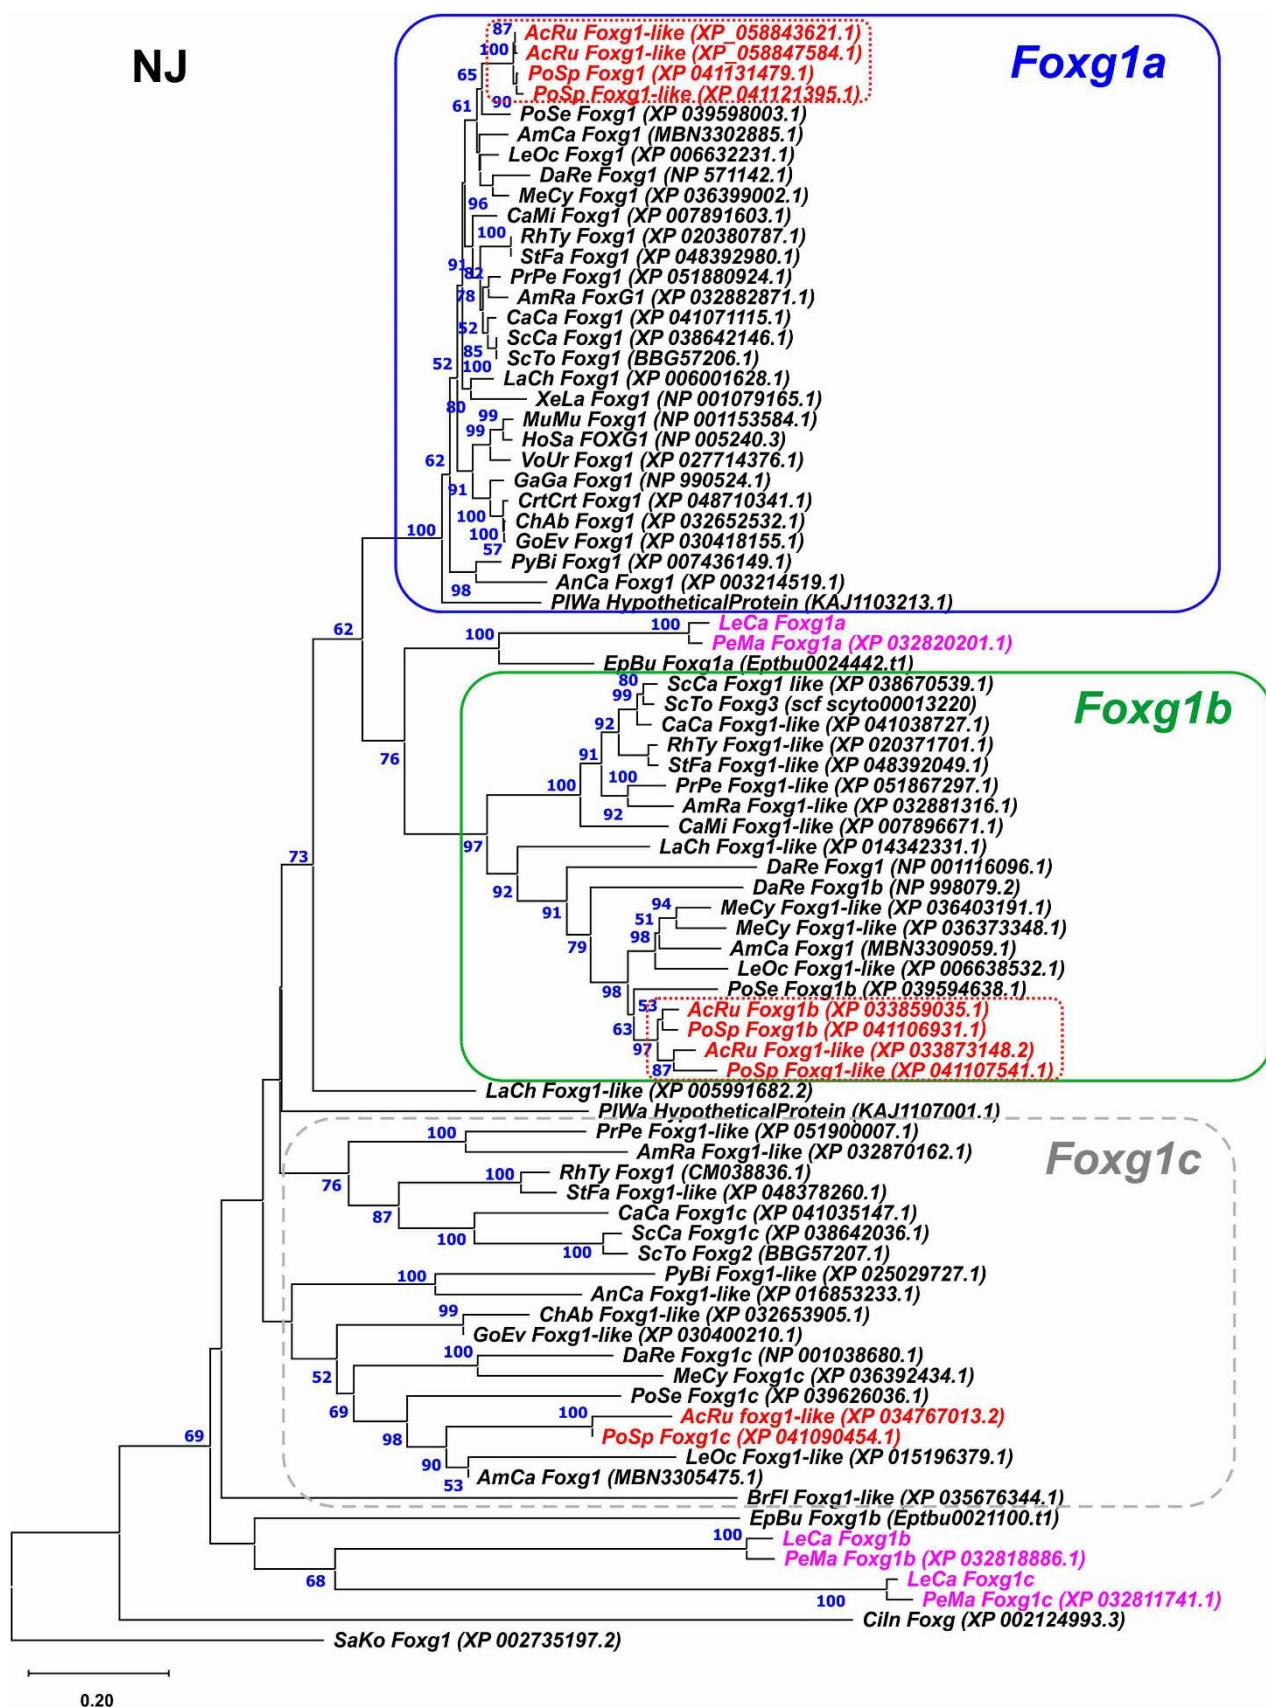 NJ
Foxg1a
87
AcRu Foxg1-like (XP_058843621.1)
100
AcRu Foxg1-like (XP_058847584.1)
65
PoSp Foxg1 (XP 041131479.1)
PoSp Foxg1-like (XP 041121395.1)
61
90
PoSe Foxg1 (XP 039598003.1)
AmCa Foxg1 (MBN3302885.1)
LeOc Foxg1 (XP 006632231.1)
DaRe Foxg1 (NP 571142.1)
MeCy Foxg1 (XP 036399002.1)
96
CaMi Foxg1 (XP 007891603.1)
100
RhTy Foxg1 (XP 020380787.1)
StFa Foxg1 (XP 048392980.1)
91
82
PrPe Foxg1 (XP 051880924.1)
78
AmRa FoxG1 (XP 032882871.1)
CaCa Foxg1 (XP 041071115.1)
52
ScCa Foxg1 (XP 038642146.1)
85
ScTo Foxg1 (BBG57206.1)
52
100
LaCh Foxg1 (XP 006001628.1)
80
XeLa Foxg1 (NP 001079165.1)
99
MuMu Foxg1 (NP 001153584.1)
99
HoSa FOXG1 (NP 005240.3)
62
VoUr Foxg1 (XP 027714376.1)
GaGa Foxg1 (NP 990524.1)
91
CrtCrt Foxg1 (XP 048710341.1)
100
ChAb Foxg1 (XP 032652532.1)
100
100
GoEv Foxg1 (XP 030418155.1)
57
PyBi Foxg1 (XP 007436149.1)
98
AnCa Foxg1 (XP 003214519.1)
PlWa HypotheticalProtein (KAJ1103213.1)
62
100
LeCa Foxg1a
100
PeMa Foxg1a (XP 032820201.1)
EpBu Foxg1a (Eptbu0024442.t1)
Foxg1b
80
ScCa Foxg1 like (XP 038670539.1)
99
ScTo Foxg3 (scf scyto00013220)
92
CaCa Foxg1-like (XP 041038727.1)
RhTy Foxg1-like (XP 020371701.1)
76
91
StFa Foxg1-like (XP 048392049.1)
100
100
PrPe Foxg1-like (XP 051867297.1)
AmRa Foxg1-like (XP 032881316.1)
92
CaMi Foxg1-like (XP 007896671.1)
97
LaCh Foxg1-like (XP 014342331.1)
73
DaRe Foxg1 (NP 001116096.1)
92
DaRe Foxg1b (NP 998079.2)
91
94
MeCy Foxg1-like (XP 036403191.1)
51
MeCy Foxg1-like (XP 036373348.1)
79
98
AmCa Foxg1 (MBN3309059.1)
LeOc Foxg1-like (XP 006638532.1)
98
PoSe Foxg1b (XP 039594638.1)
53
AcRu Foxg1b (XP 033859035.1)
63
PoSp Foxg1b (XP 041106931.1)
97
AcRu Foxg1-like (XP 033873148.2)
87
PoSp Foxg1-like (XP 041107541.1)
LaCh Foxg1-like (XP 005991682.2)
PlWa HypotheticalProtein (KAJ1107001.1)
Foxg1c
100
PrPe Foxg1-like (XP 051900007.1)
AmRa Foxg1-like (XP 032870162.1)
76
100
RhTy Foxg1 (CM038836.1)
StFa Foxg1-like (XP 048378260.1)
87
CaCa Foxg1c (XP 041035147.1)
100
ScCa Foxg1c (XP 038642036.1)
100
ScTo Foxg2 (BBG57207.1)
100
PyBi Foxg1-like (XP 025029727.1)
AnCa Foxg1-like (XP 016853233.1)
99
ChAb Foxg1-like (XP 032653905.1)
GoEv Foxg1-like (XP 030400210.1)
100
DaRe Foxg1c (NP 001038680.1)
52
MeCy Foxg1c (XP 036392434.1)
PoSe Foxg1c (XP 039626036.1)
69
100
AcRu foxg1-like (XP 034767013.2)
69
98
PoSp Foxg1c (XP 041090454.1)
LeOc Foxg1-like (XP 015196379.1)
90
53
AmCa Foxg1 (MBN3305475.1)
BrFl Foxg1-like (XP 035676344.1)
EpBu Foxg1b (Eptbu0021100.t1)
100
LeCa Foxg1b
PeMa Foxg1b (XP 032818886.1)
68
LeCa Foxg1c
100
PeMa Foxg1c (XP 032811741.1)
CiIn Foxg (XP 002124993.3)
SaKo Foxg1 (XP 002735197.2)
0.20